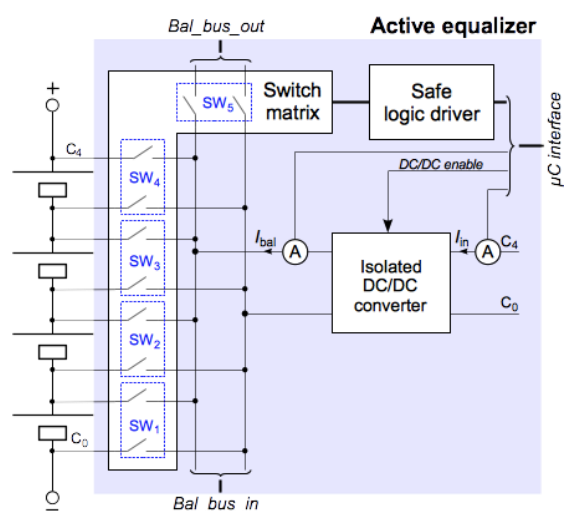 Bal_bus_out
Active equalizer
Switch matrix
SW5
Safe logic driver
µC interface
+
C4
SW4
DC/DC enable
Ibal
A
Iin
A
C4
SW3
Isolated DC/DC converter
C0
SW2
SW1
C0
Bal_bus_in